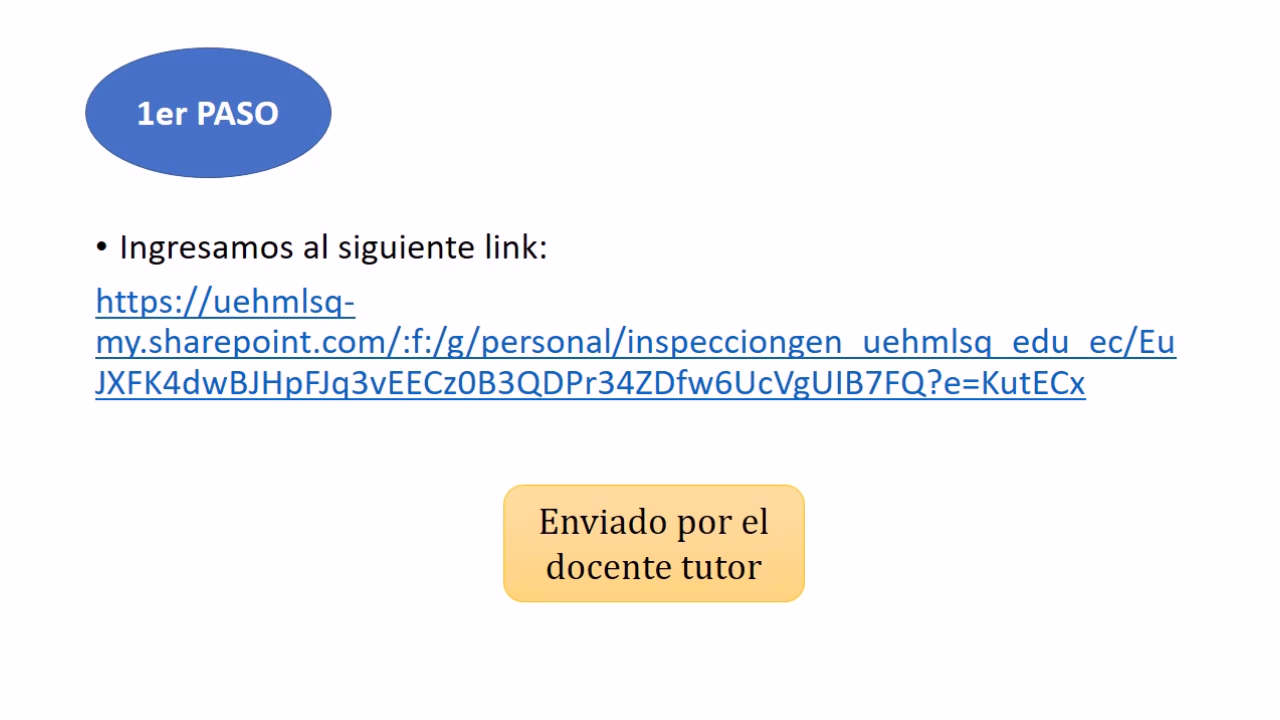 1er PASO
• Ingresamos al siguiente link:
https://uehmlsq-
my.sharepoint.com/:f:/g/personal/inspecciongen_uehmlsq_edu_ec/Eu
JXFK4dwBJHpFJq3vEECz0B3QDPr34ZDfw6UcVgUIB7FQ?e=KutECx
Enviado por el
docente tutor